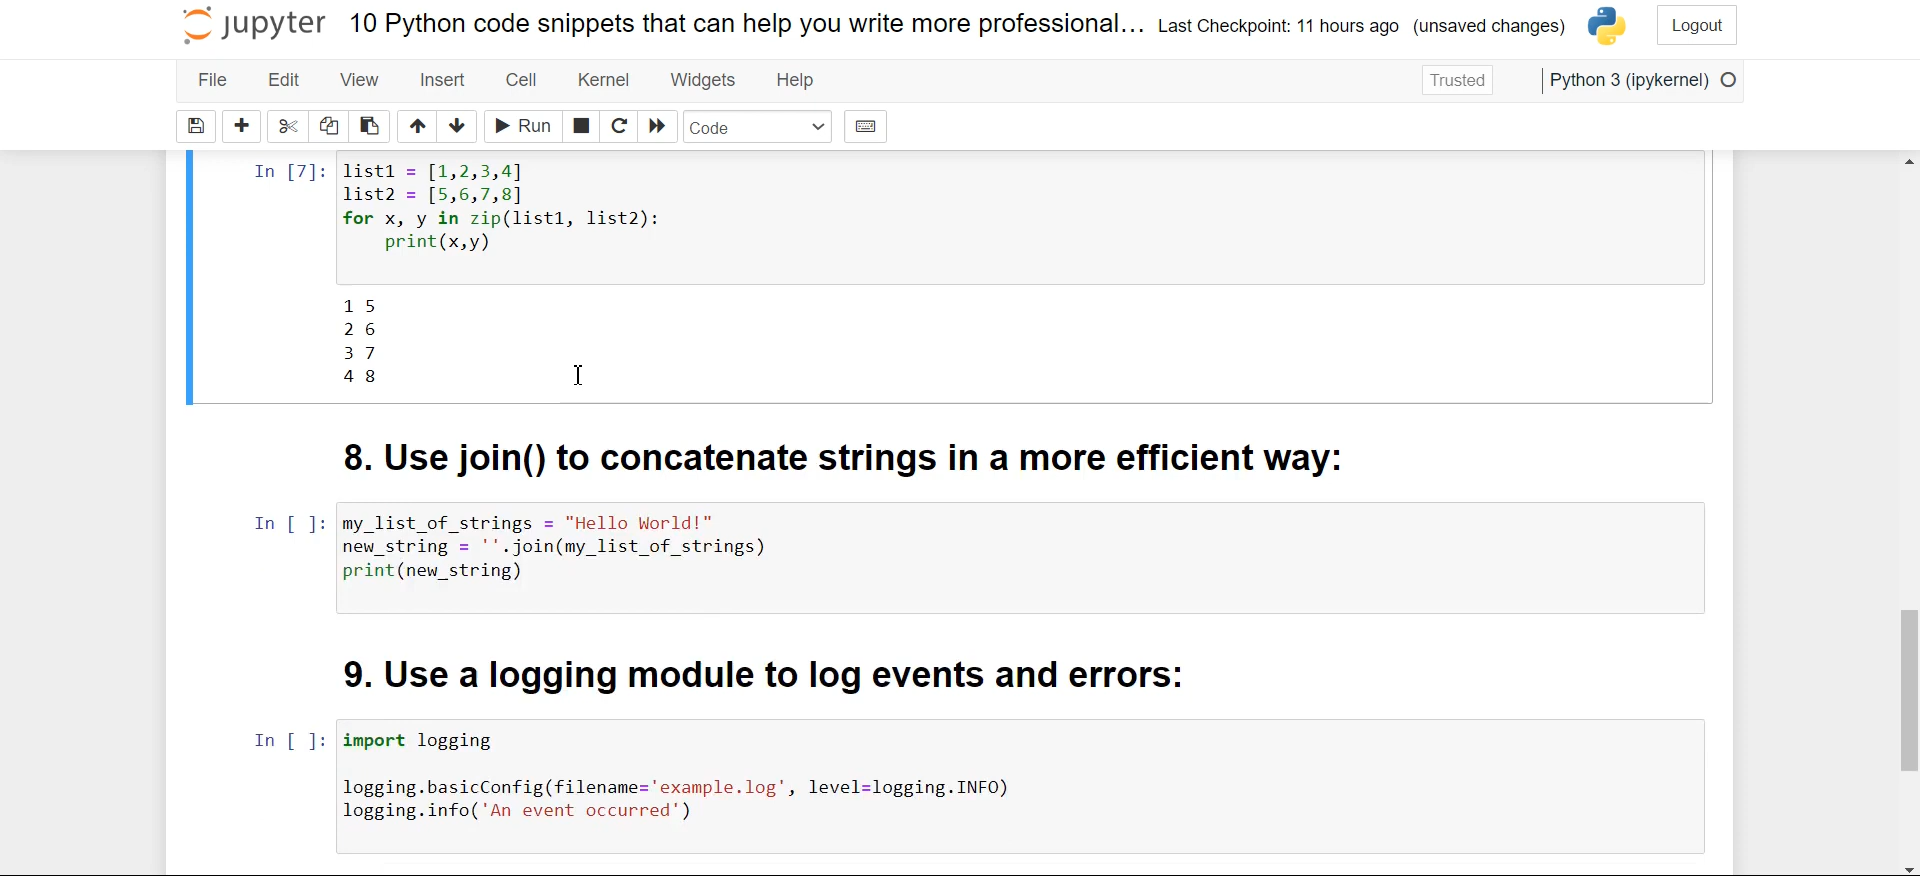 jupyter 10 Python code snippets that can help you write more professional... Last Checkpoint: 11 hours ago (unsaved changes) Logout
File Edit View Insert Cell Kernel Widgets Help Trusted Python 3 (ipykernel)
Run Code
In [7]: list1 = [1,2,3,4]
list2 = [5,6,7,8]
for x, y in zip(list1, list2):
    print(x,y)
1 5
2 6
3 7
4 8
8. Use join() to concatenate strings in a more efficient way:
In [ ]: my_list_of_strings = "Hello World!"
new_string = ''.join(my_list_of_strings)
print(new_string)
9. Use a logging module to log events and errors:
In [ ]: import logging
logging.basicConfig(filename='example.log', level=logging.INFO)
logging.info('An event occurred')